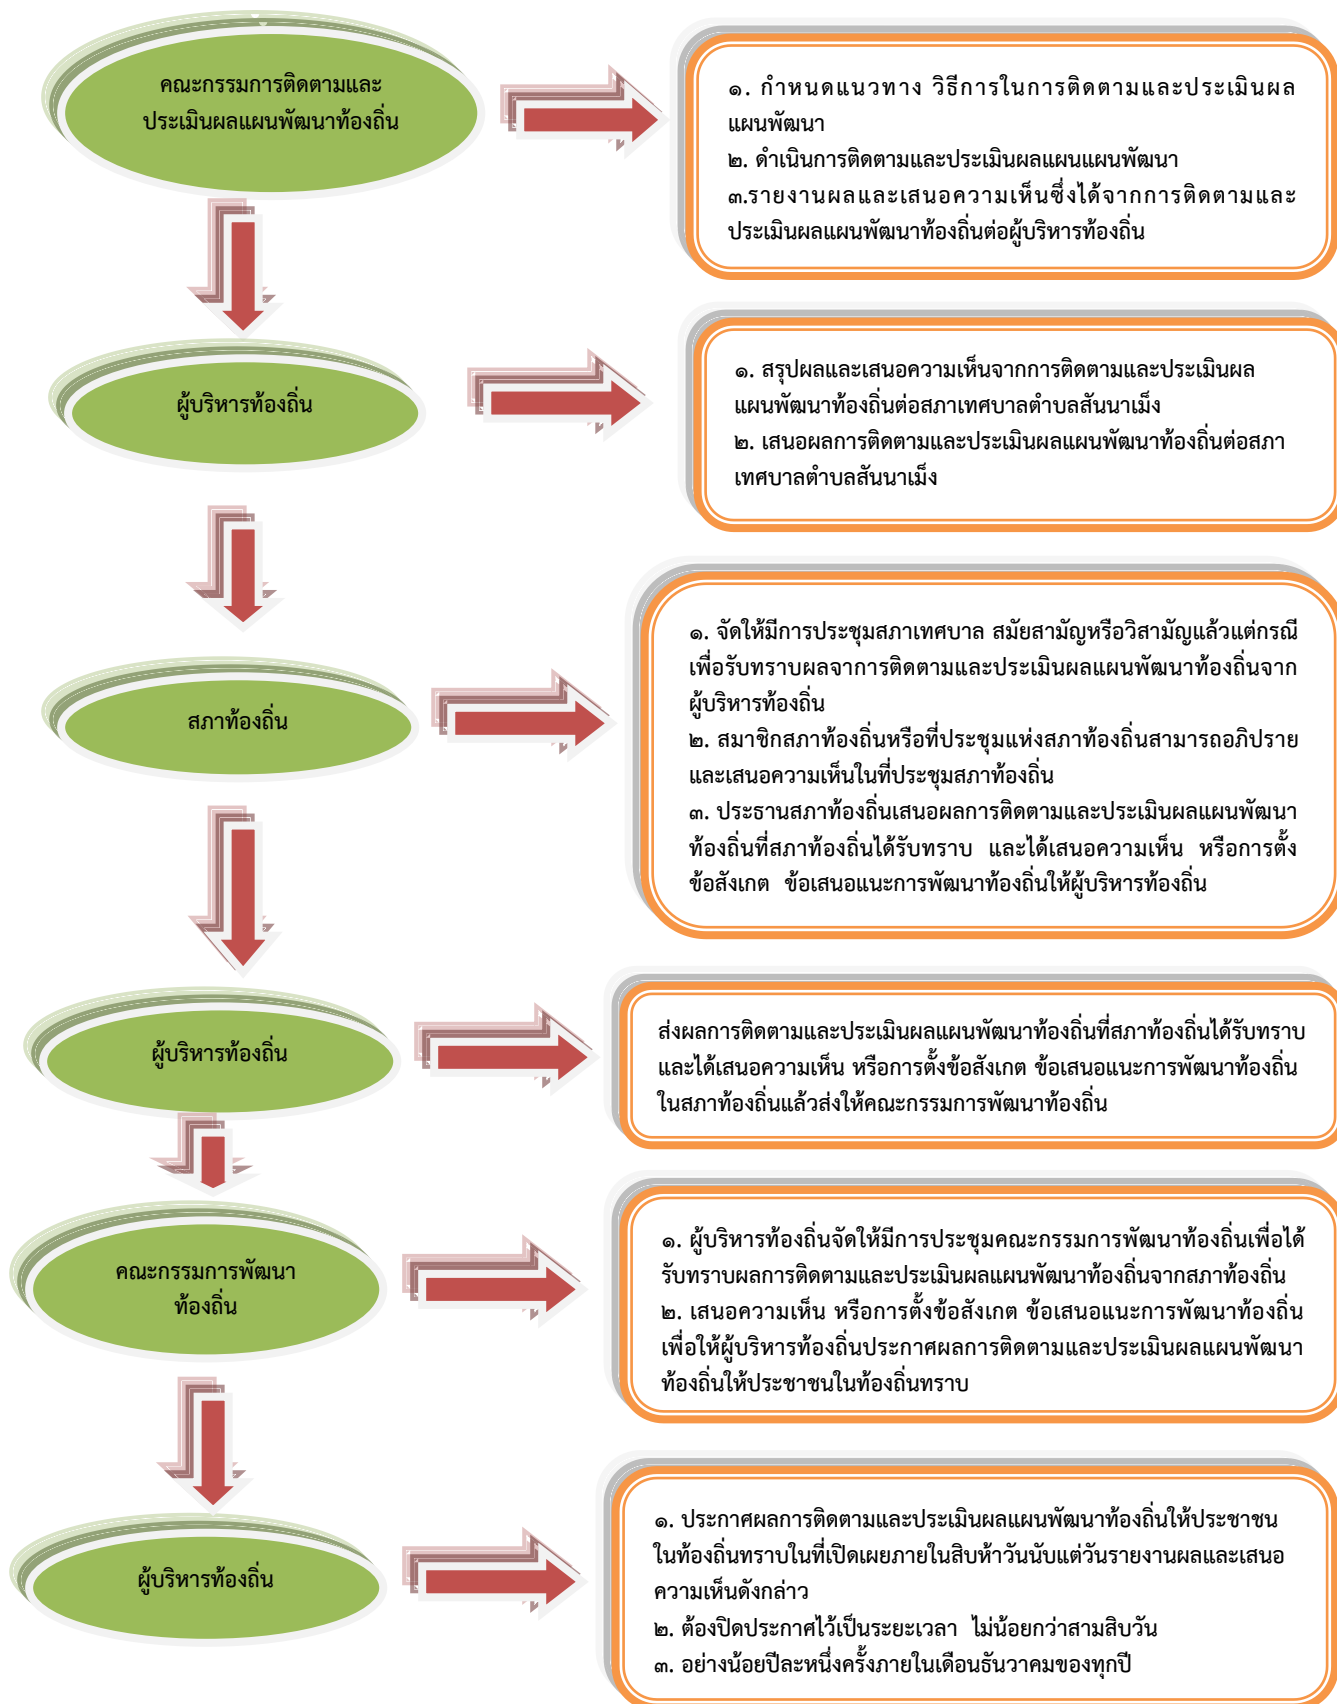 คณะกรรมการติดตามและ
ประเมินผลแผนพัฒนาท้องถิ่น
๑. กำหนดแนวทาง วิธีการในการติดตามและประเมินผล
แผนพัฒนา
๒. ดำเนินการติดตามและประเมินผลแผนแผนพัฒนา
๓.รายงานผลและเสนอความเห็นซึ่งได้จากการติดตามและ
ประเมินผลแผนพัฒนาท้องถิ่นต่อผู้บริหารท้องถิ่น
ผู้บริหารท้องถิ่น
๑. สรุปผลและเสนอความเห็นจากการติดตามและประเมินผล
แผนพัฒนาท้องถิ่นต่อสภาเทศบาลตำบลสันนาเม็ง
๒. เสนอผลการติดตามและประเมินผลแผนพัฒนาท้องถิ่นต่อสภา
เทศบาลตำบลสันนาเม็ง
สภาท้องถิ่น
๑. จัดให้มีการประชุมสภาเทศบาล สมัยสามัญหรือวิสามัญแล้วแต่กรณี
เพื่อรับทราบผลจาการติดตามและประเมินผลแผนพัฒนาท้องถิ่นจาก
ผู้บริหารท้องถิ่น
๒. สมาชิกสภาท้องถิ่นหรือที่ประชุมแห่งสภาท้องถิ่นสามารถอภิปราย
และเสนอความเห็นในที่ประชุมสภาท้องถิ่น
๓. ประธานสภาท้องถิ่นเสนอผลการติดตามและประเมินผลแผนพัฒนา
ท้องถิ่นที่สภาท้องถิ่นได้รับทราบ และได้เสนอความเห็น หรือการตั้ง
ข้อสังเกต ข้อเสนอแนะการพัฒนาท้องถิ่นให้ผู้บริหารท้องถิ่น
ผู้บริหารท้องถิ่น
ส่งผลการติดตามและประเมินผลแผนพัฒนาท้องถิ่นที่สภาท้องถิ่นได้รับทราบ
และได้เสนอความเห็น หรือการตั้งข้อสังเกต ข้อเสนอแนะการพัฒนาท้องถิ่น
ในสภาท้องถิ่นแล้วส่งให้คณะกรรมการพัฒนาท้องถิ่น
คณะกรรมการพัฒนา
ท้องถิ่น
๑. ผู้บริหารท้องถิ่นจัดให้มีการประชุมคณะกรรมการพัฒนาท้องถิ่นเพื่อได้
รับทราบผลการติดตามและประเมินผลแผนพัฒนาท้องถิ่นจากสภาท้องถิ่น
๒. เสนอความเห็น หรือการตั้งข้อสังเกต ข้อเสนอแนะการพัฒนาท้องถิ่น
เพื่อให้ผู้บริหารท้องถิ่นประกาศผลการติดตามและประเมินผลแผนพัฒนา
ท้องถิ่นให้ประชาชนในท้องถิ่นทราบ
ผู้บริหารท้องถิ่น
๑. ประกาศผลการติดตามและประเมินผลแผนพัฒนาท้องถิ่นให้ประชาชน
ในท้องถิ่นทราบในที่เปิดเผยภายในสิบห้าวันนับแต่วันรายงานผลและเสนอ
ความเห็นดังกล่าว
๒. ต้องปิดประกาศไว้เป็นระยะเวลา ไม่น้อยกว่าสามสิบวัน
๓. อย่างน้อยปีละหนึ่งครั้งภายในเดือนธันวาคมของทุกปี